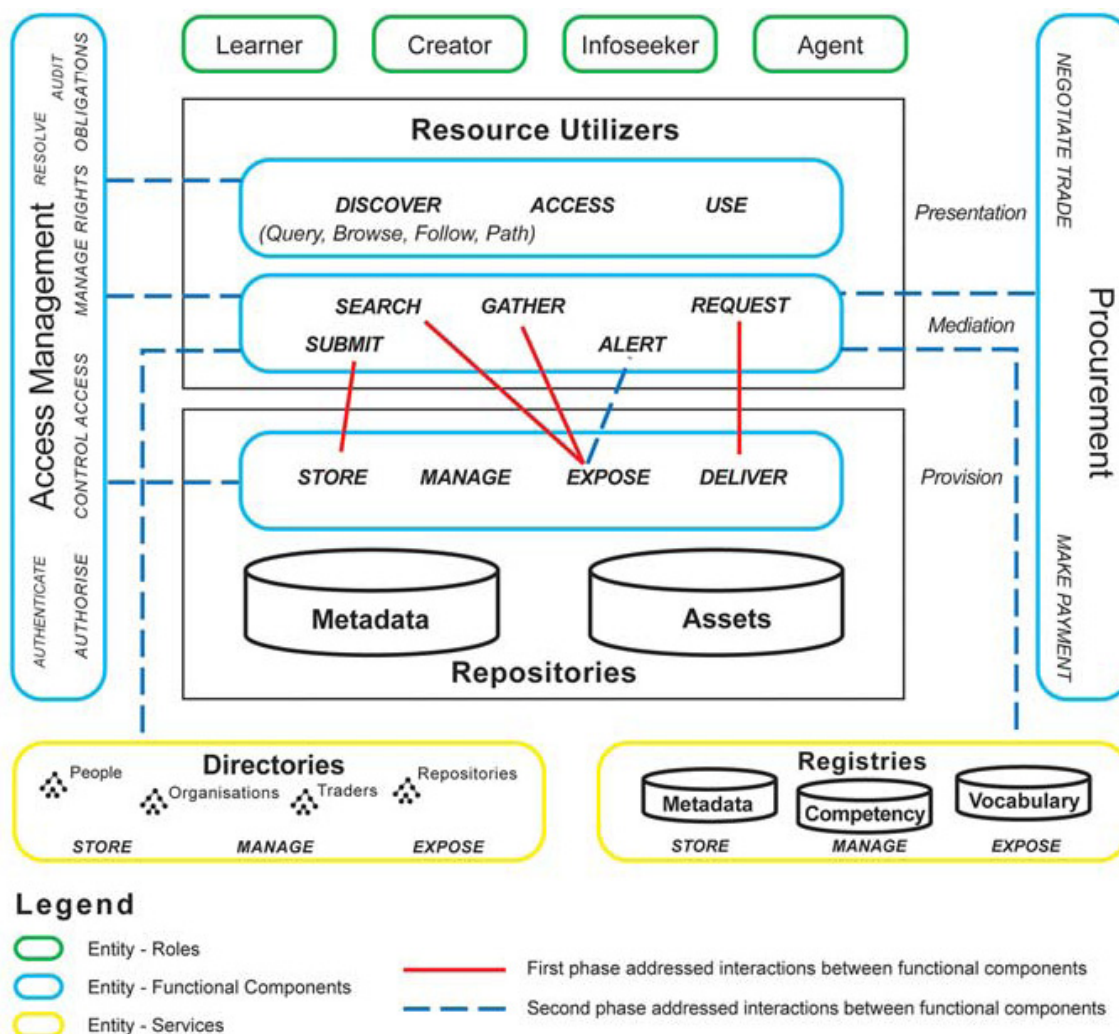 Learner
Creator
Infoseeker
Agent
Access Management
AUDIT
RESOLVE
OBLIGATIONS
MANAGE RIGHTS
CONTROL ACCESS
AUTHENTICATE
AUTHORISE
Resource Utilizers
DISCOVER ACCESS USE
(Query, Browse, Follow, Path)
Presentation
SEARCH GATHER REQUEST
SUBMIT ALERT
Mediation
STORE MANAGE EXPOSE DELIVER
Provision
Metadata
Assets
Repositories
NEGOTIATE TRADE
Procurement
MAKE PAYMENT
Directories
People
Organisations
Traders
Repositories
STORE MANAGE EXPOSE
Registries
Metadata
Competency
Vocabulary
STORE MANAGE EXPOSE
Legend
Entity - Roles
Entity - Functional Components
Entity - Services
First phase addressed interactions between functional components
Second phase addressed interactions between functional components